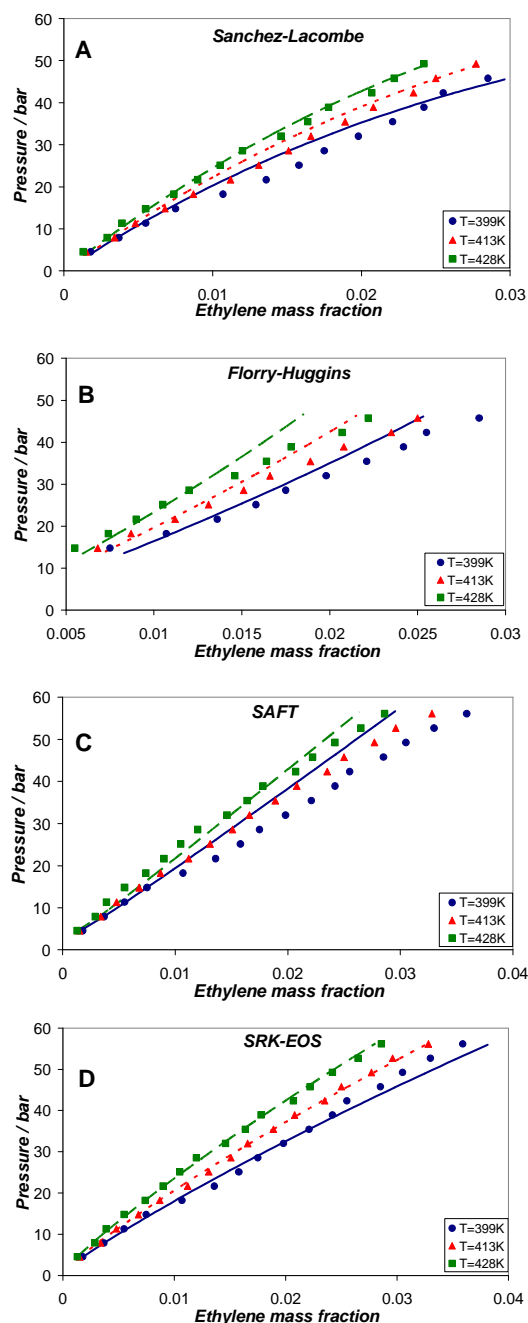 A
Sanchez-Lacombe
Pressure / bar
60
50
40
30
20
10
0
T=399K
T=413K
T=428K
0 0.01 0.02 0.03
Ethylene mass fraction
B
Florry-Huggins
Pressure / bar
60
50
40
30
20
10
0
T=399K
T=413K
T=428K
0.005 0.01 0.015 0.02 0.025 0.03
Ethylene mass fraction
C
SAFT
Pressure / bar
60
50
40
30
20
10
0
T=399K
T=413K
T=428K
0 0.01 0.02 0.03 0.04
Ethylene mass fraction
D
SRK-EOS
Pressure / bar
60
50
40
30
20
10
0
T=399K
T=413K
T=428K
0 0.01 0.02 0.03 0.04
Ethylene mass fraction